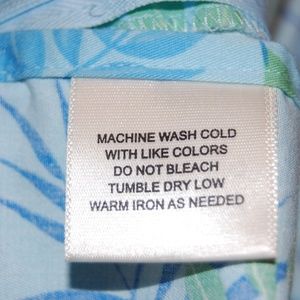 MACHINE WASH COLD
WITH LIKE COLORS
DO NOT BLEACH
TUMBLE DRY LOW
WARM IRON AS NEEDED